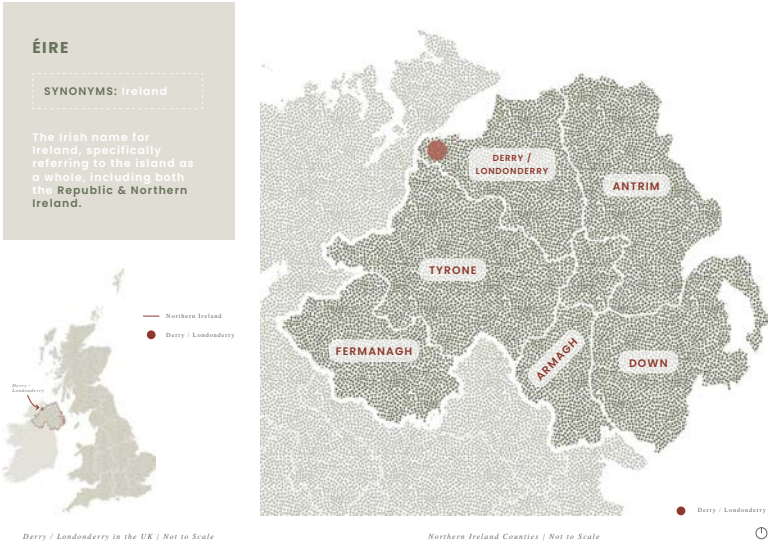 ÉIRE
SYNONYMS: Ireland
The Irish name for
Ireland, specifically
referring to the island as
a whole, including both
the Republic & Northern
Ireland.
Northern Ireland
Derry / Londonderry
Derry /
Londonderry
Derry / Londonderry in the UK | Not to Scale
DERRY /
LONDONDERRY
ANTRIM
TYRONE
FERMANAGH
ARMAGH
DOWN
Derry / Londonderry
Northern Ireland Counties | Not to Scale